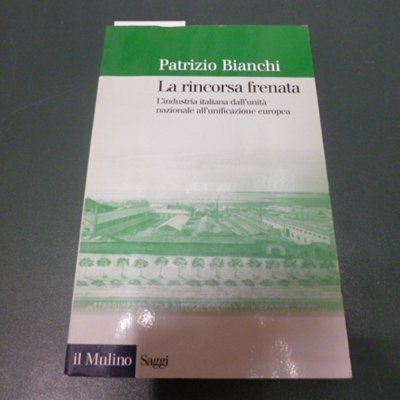 Patrizio Bianchi
La rincorsa frenata
L'industria italiana dall'unità
nazionale all'unificazione europea
il Mulino
Saggi